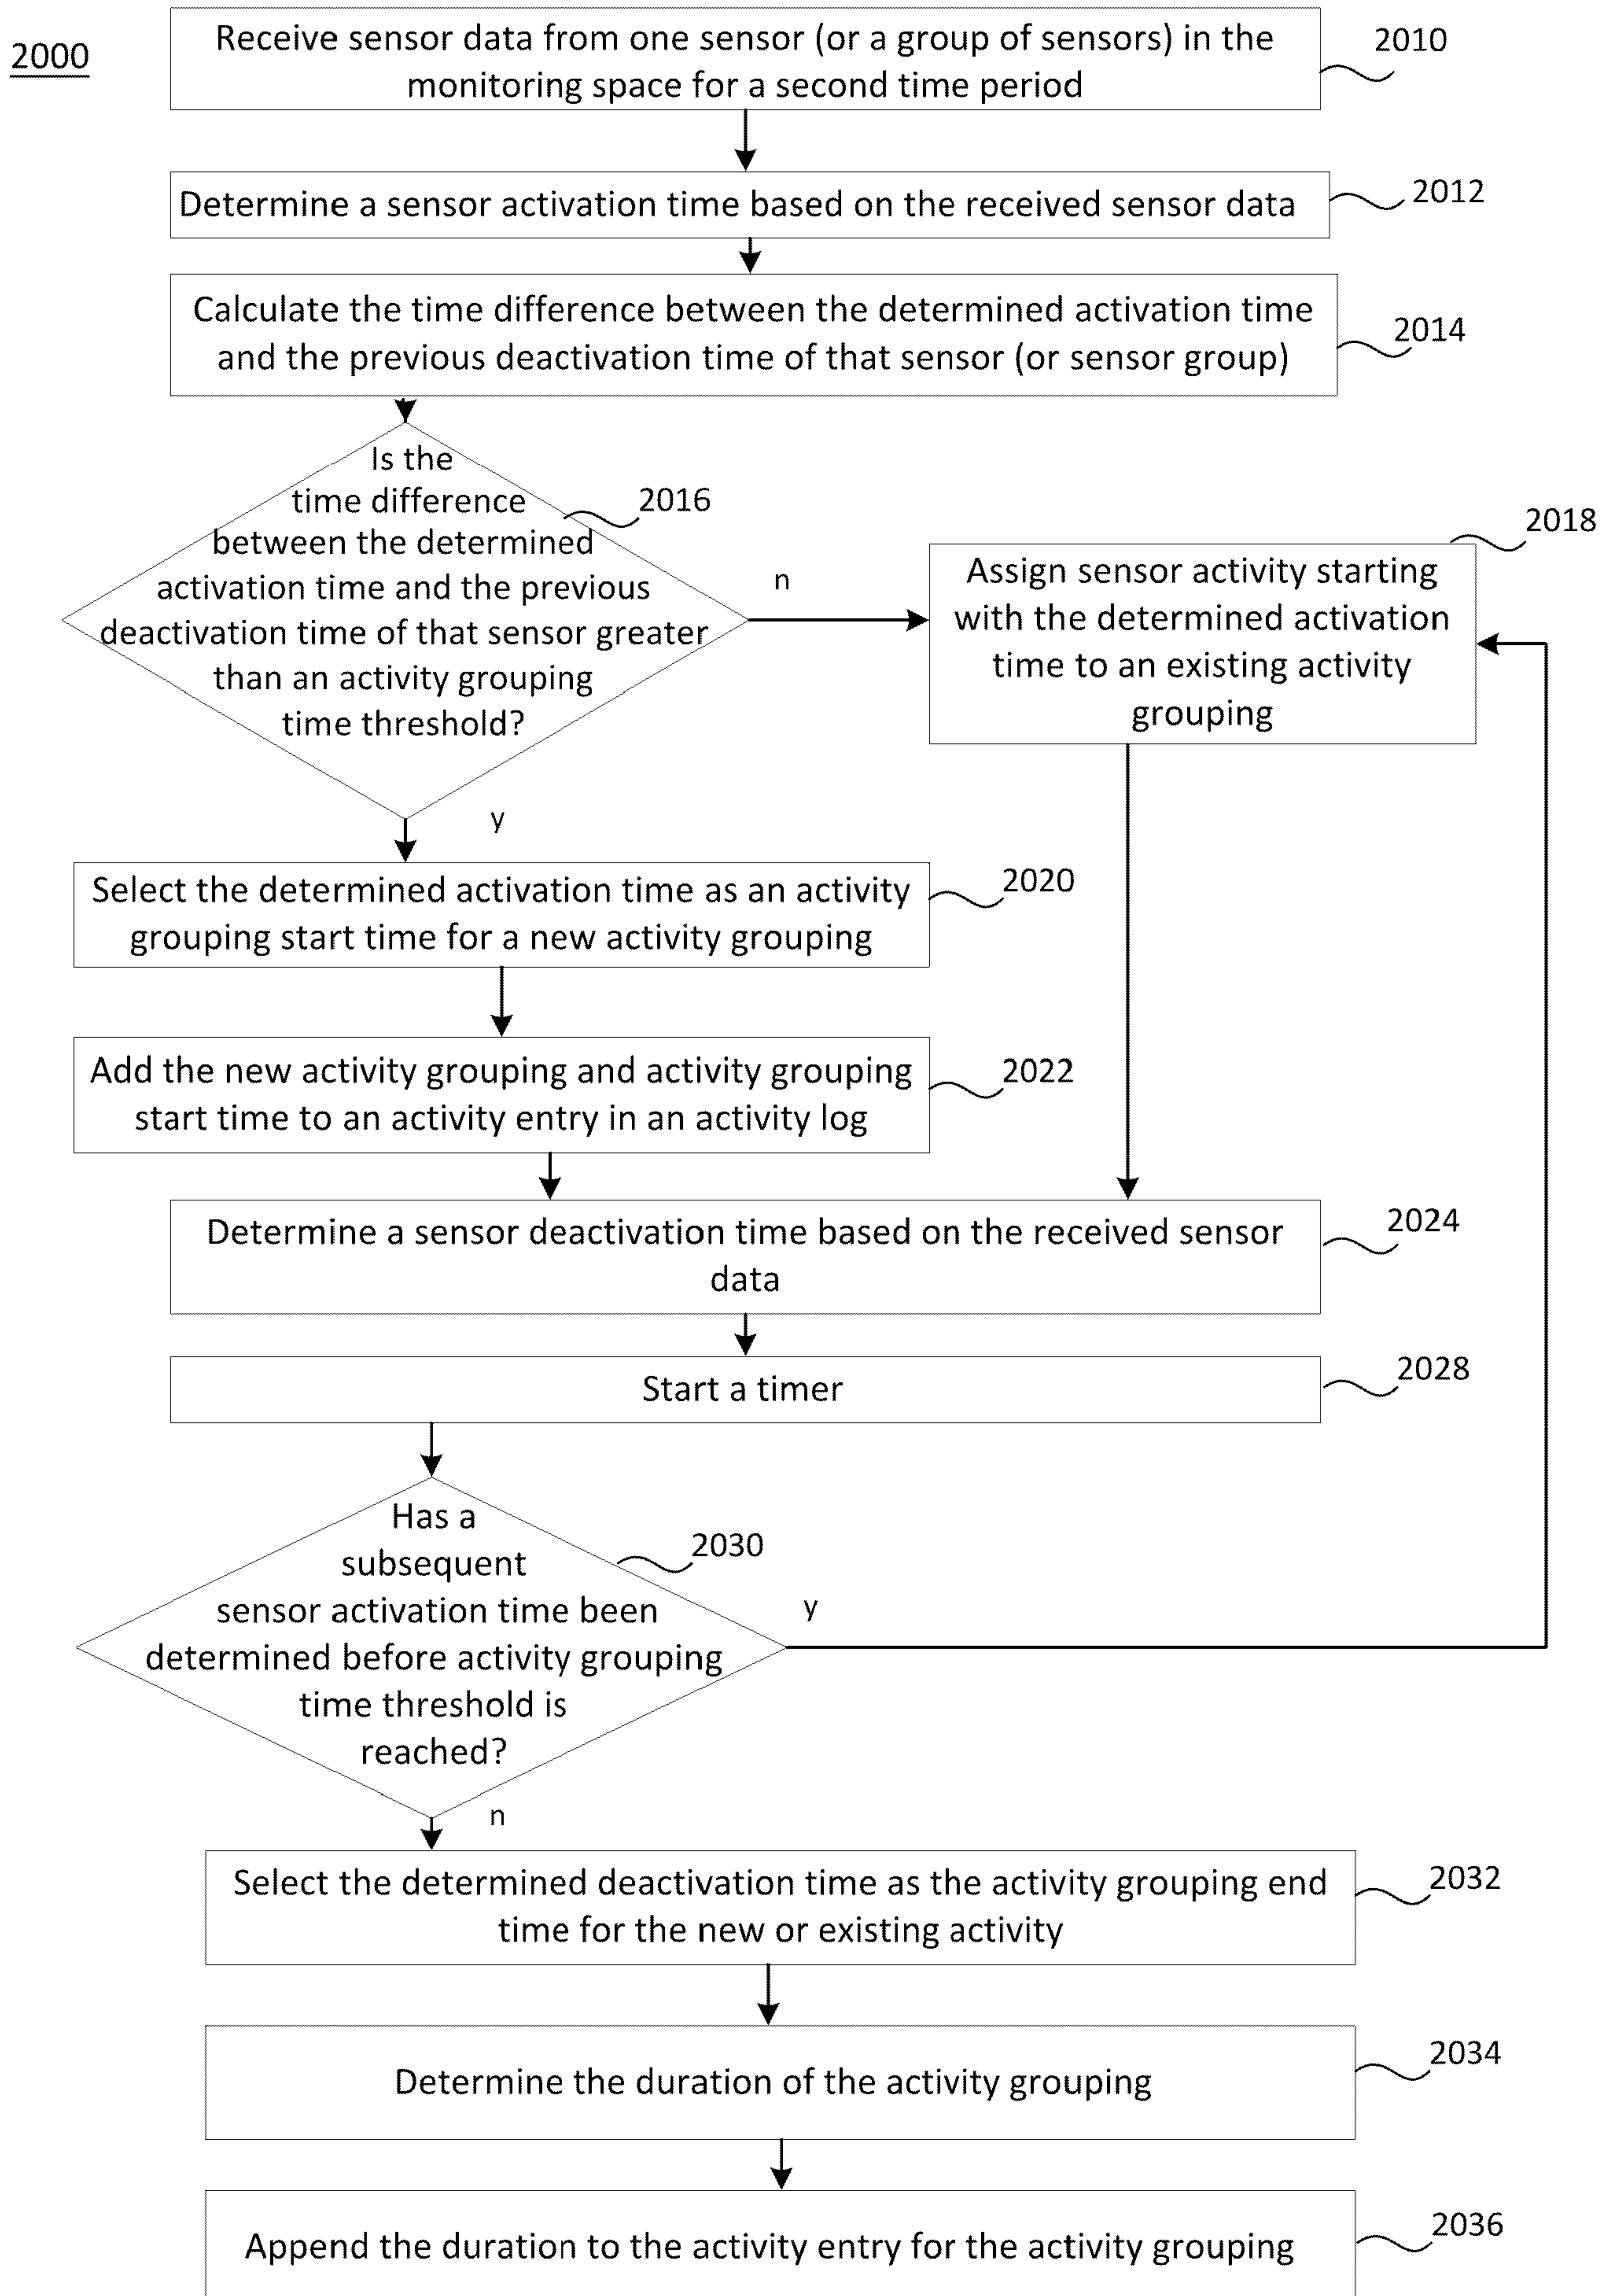 2000
Receive sensor data from one sensor (or a group of sensors) in the
monitoring space for a second time period
2010
Determine a sensor activation time based on the received sensor data
2012
Calculate the time difference between the determined activation time
and the previous deactivation time of that sensor (or sensor group)
2014
Is the
time difference
between the determined
activation time and the previous
deactivation time of that sensor greater
than an activity grouping
time threshold?
2016
n
Assign sensor activity starting
with the determined activation
time to an existing activity
grouping
2018
y
Select the determined activation time as an activity
grouping start time for a new activity grouping
2020
Add the new activity grouping and activity grouping
start time to an activity entry in an activity log
2022
Determine a sensor deactivation time based on the received sensor
data
2024
Start a timer
2028
Has a
subsequent
sensor activation time been
determined before activity grouping
time threshold is
reached?
2030
y
n
Select the determined deactivation time as the activity grouping end
time for the new or existing activity
2032
Determine the duration of the activity grouping
2034
Append the duration to the activity entry for the activity grouping
2036